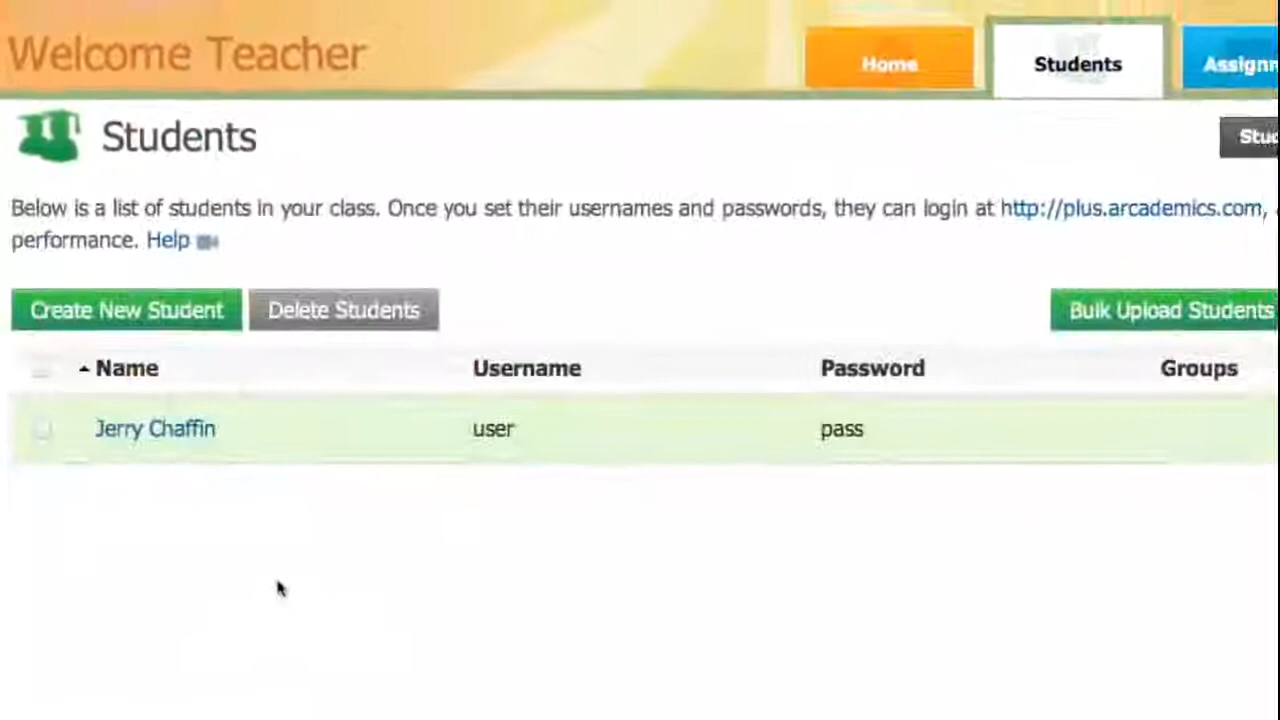 Welcome Teacher
Home
Students
Students
Below is a list of students in your class. Once you set their usernames and passwords, they can login at http://plus.arcademics.com,
performance. Help
Create New Student
Delete Students
Bulk Upload Students
Name
Username
Password
Groups
Jerry Chaffin
user
pass